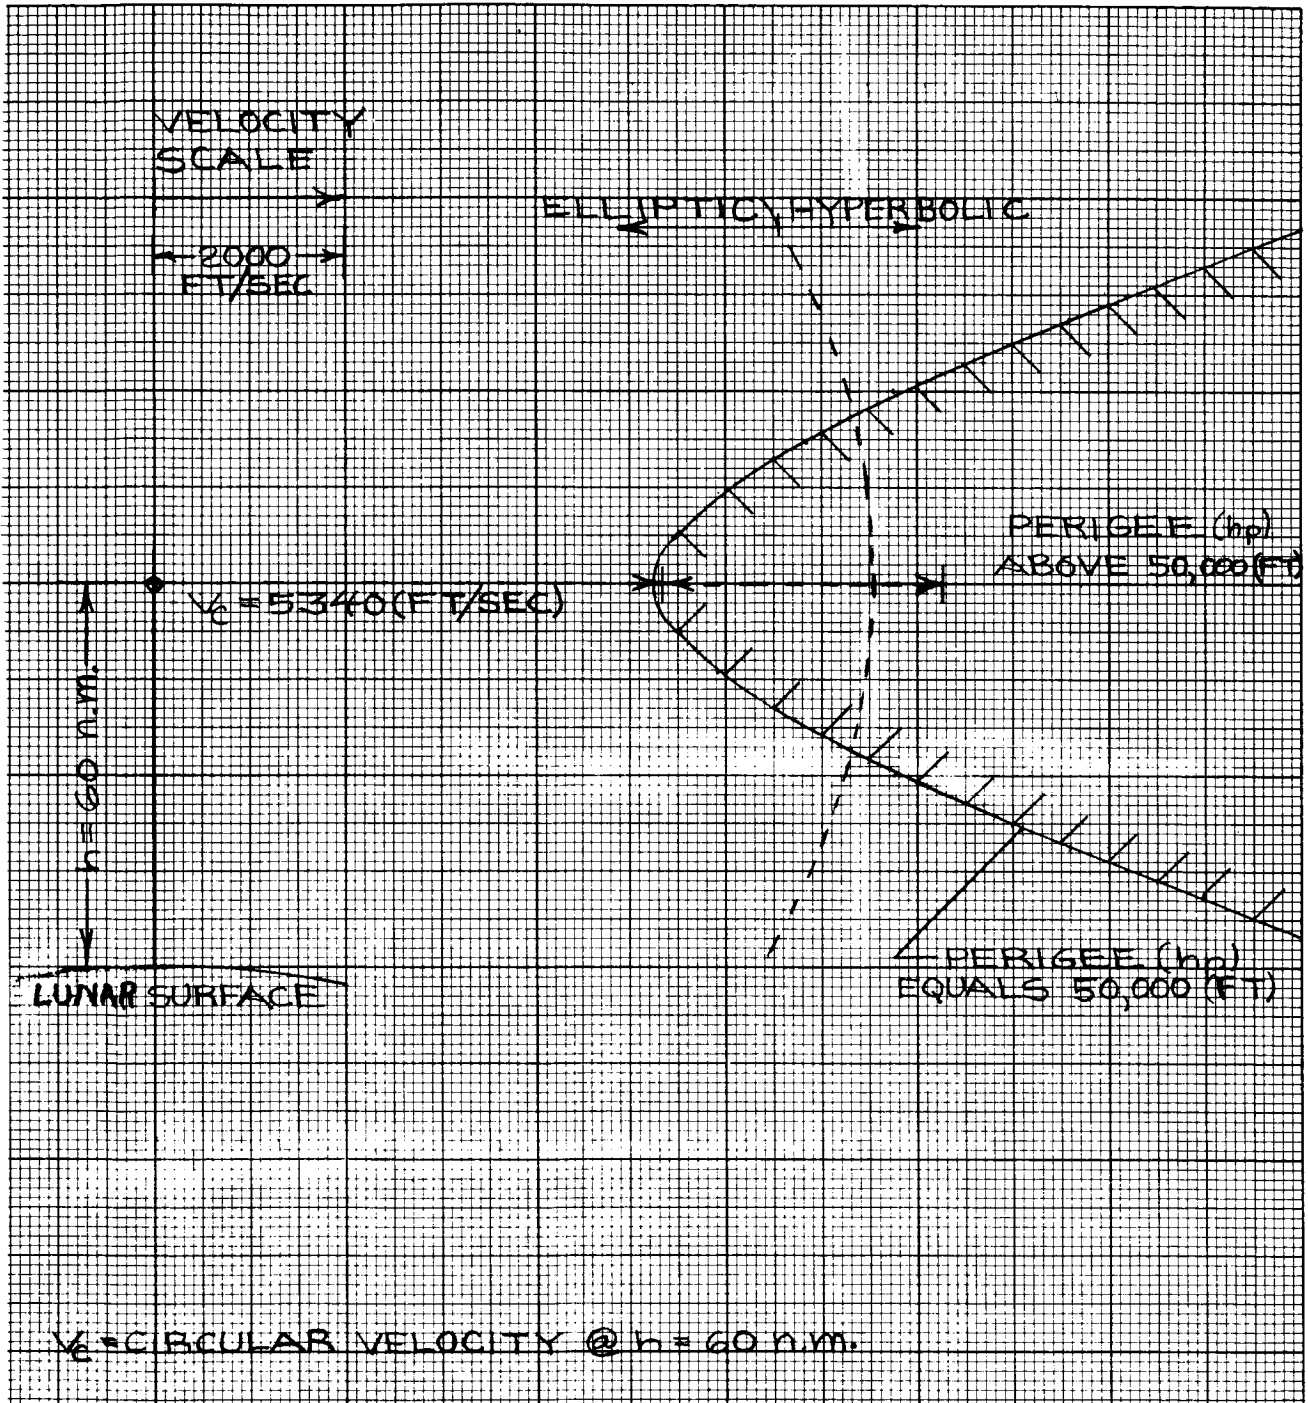 VELOCITY
SCALE
2000
FT/SEC
ELLIPTIC HYPERBOLIC
PERIGEE (hp)
ABOVE 50,000 (FT)
Vc = 5340 (FT/SEC)
h = 60 n.m.
PERIGEE (hp)
EQUALS 50,000 (FT)
LUNAR SURFACE
Vc = CIRCULAR VELOCITY @ h = 60 n.m.